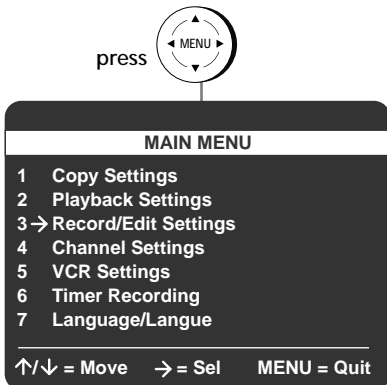 press
MENU
MAIN MENU
1 Copy Settings
2 Playback Settings
3 → Record/Edit Settings
4 Channel Settings
5 VCR Settings
6 Timer Recording
7 Language/Langue
↑/↓ = Move → = Sel MENU = Quit